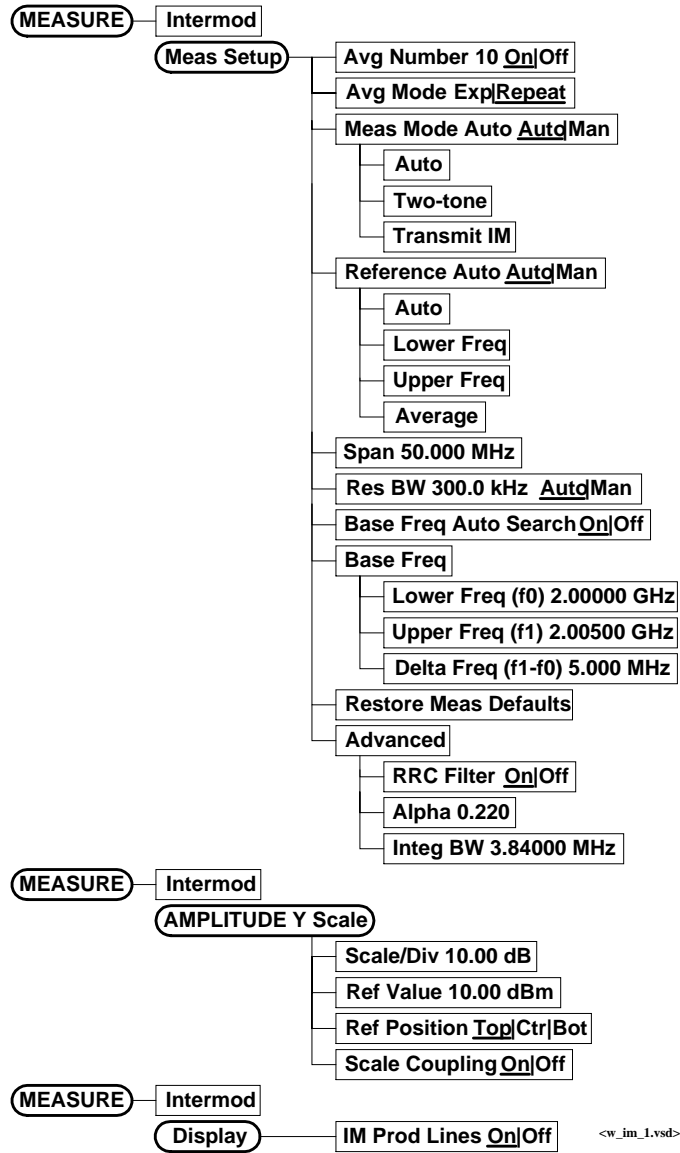 MEASURE Intermod
Meas Setup Avg Number 10 On|Off
Avg Mode Exp|Repeat
Meas Mode Auto Auto|Man
Auto
Two-tone
Transmit IM
Reference Auto Auto|Man
Auto
Lower Freq
Upper Freq
Average
Span 50.000 MHz
Res BW 300.0 kHz Auto|Man
Base Freq Auto Search On|Off
Base Freq
Lower Freq (f0) 2.00000 GHz
Upper Freq (f1) 2.00500 GHz
Delta Freq (f1-f0) 5.000 MHz
Restore Meas Defaults
Advanced
RRC Filter On|Off
Alpha 0.220
Integ BW 3.84000 MHz
MEASURE Intermod
AMPLITUDE Y Scale
Scale/Div 10.00 dB
Ref Value 10.00 dBm
Ref Position Top|Ctr|Bot
Scale Coupling On|Off
MEASURE Intermod
Display IM Prod Lines On|Off <w_im_1.vsd>